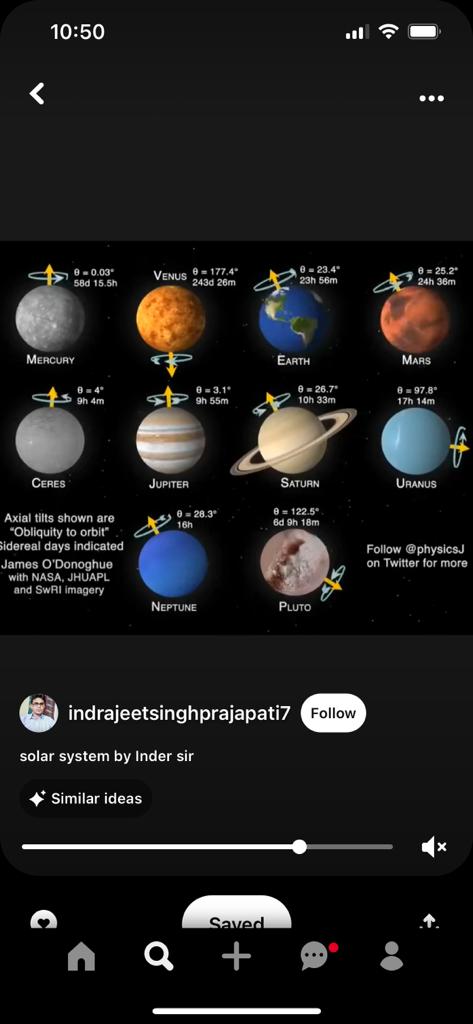 10:50
θ = 0.03°
58d 15.5h
MERCURY
VENUS θ = 177.4°
243d 26m
θ = 23.4°
23h 56m
EARTH
θ = 25.2°
24h 36m
MARS
θ = 4°
9h 4m
CERES
θ = 3.1°
9h 55m
JUPITER
θ = 26.7°
10h 33m
SATURN
θ = 97.8°
17h 14m
URANUS
Axial tilts shown are
"Obliquity to orbit"
Sidereal days indicated
James O'Donoghue
with NASA, JHUAPL
and SwRI imagery
θ = 28.3°
16h
NEPTUNE
θ = 122.5°
6d 9h 18m
PLUTO
Follow @physicsJ
on Twitter for more
indrajeetsinghprajapati7 Follow
solar system by Inder sir
Similar ideas
Saved